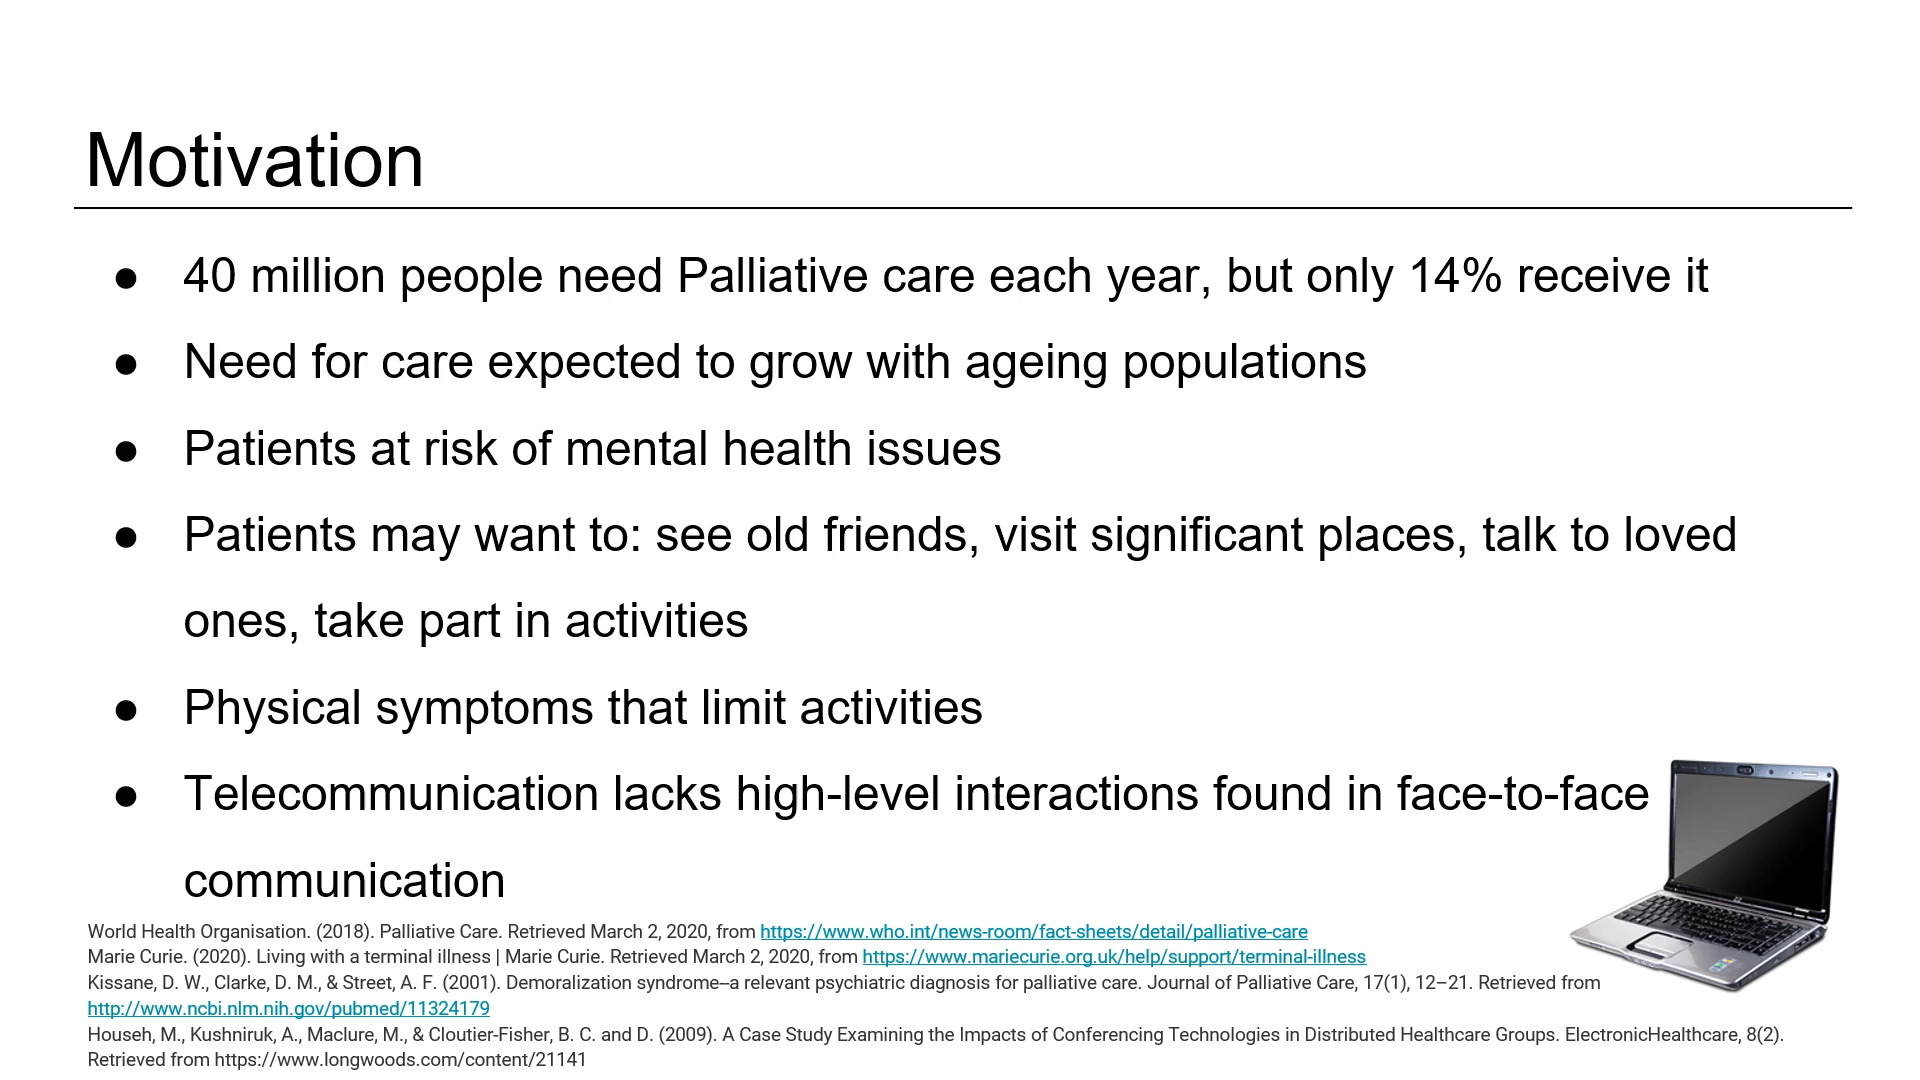 Motivation
● 40 million people need Palliative care each year, but only 14% receive it
● Need for care expected to grow with ageing populations
● Patients at risk of mental health issues
● Patients may want to: see old friends, visit significant places, talk to loved
ones, take part in activities
● Physical symptoms that limit activities
● Telecommunication lacks high-level interactions found in face-to-face
communication
World Health Organisation. (2018). Palliative Care. Retrieved March 2, 2020, from https://www.who.int/news-room/fact-sheets/detail/palliative-care
Marie Curie. (2020). Living with a terminal illness | Marie Curie. Retrieved March 2, 2020, from https://www.mariecurie.org.uk/help/support/terminal-illness
Kissane, D. W., Clarke, D. M., & Street, A. F. (2001). Demoralization syndrome--a relevant psychiatric diagnosis for palliative care. Journal of Palliative Care, 17(1), 12–21. Retrieved from
http://www.ncbi.nlm.nih.gov/pubmed/11324179
Househ, M., Kushniruk, A., Maclure, M., & Cloutier-Fisher, B. C. and D. (2009). A Case Study Examining the Impacts of Conferencing Technologies in Distributed Healthcare Groups. ElectronicHealthcare, 8(2).
Retrieved from https://www.longwoods.com/content/21141